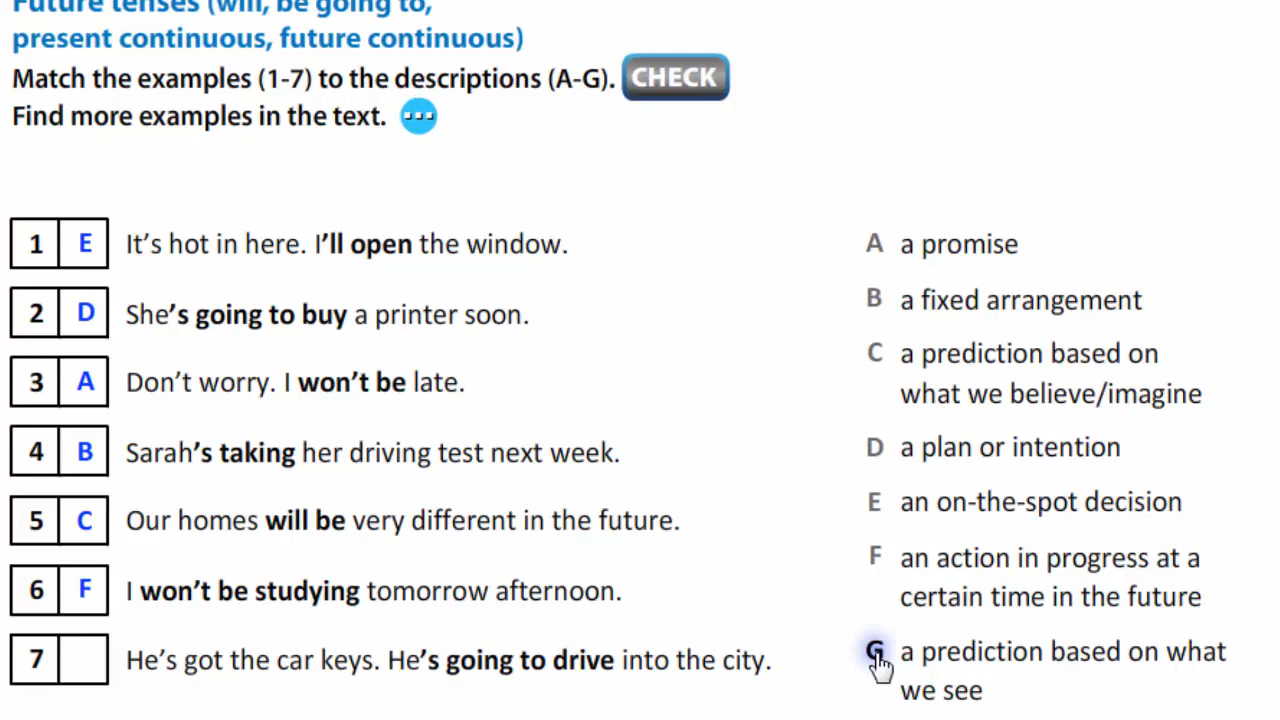 Future tenses (will, be going to,
present continuous, future continuous)
Match the examples (1-7) to the descriptions (A-G). CHECK
Find more examples in the text.
1 E It's hot in here. I'll open the window.
2 D She's going to buy a printer soon.
3 A Don't worry. I won't be late.
4 B Sarah's taking her driving test next week.
5 C Our homes will be very different in the future.
6 F I won't be studying tomorrow afternoon.
7 He's got the car keys. He's going to drive into the city.
A a promise
B a fixed arrangement
C a prediction based on
what we believe/imagine
D a plan or intention
E an on-the-spot decision
F an action in progress at a
certain time in the future
G a prediction based on what
we see